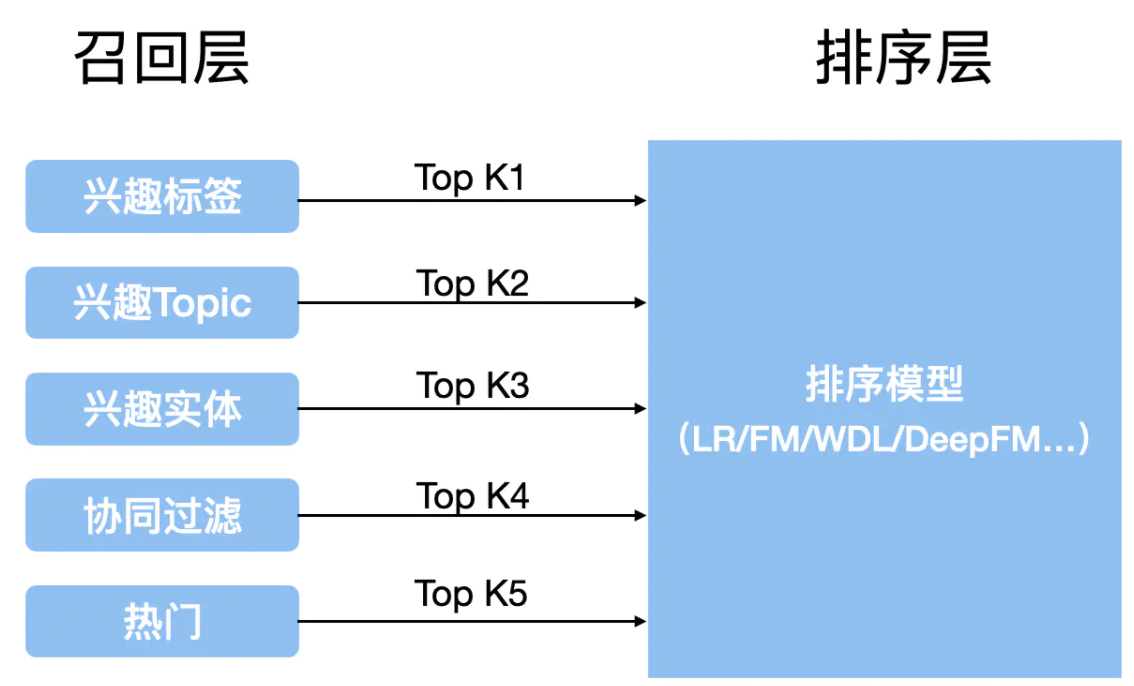 召回层
排序层
兴趣标签
Top K1
兴趣Topic
Top K2
兴趣实体
Top K3
协同过滤
Top K4
热门
Top K5
排序模型
（LR/FM/WDL/DeepFM...）